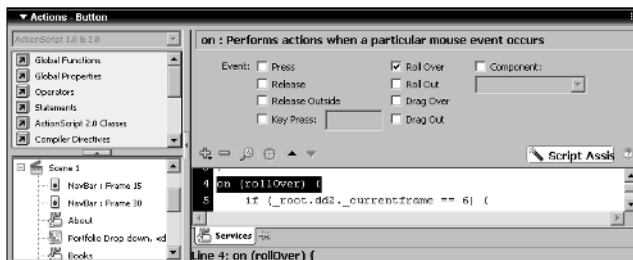 Actions - Button
ActionScript 1.0 & 2.0
Global Functions
Global Properties
Operators
Statements
ActionScript 2.0 Classes
Compiler Directives
Scene 1
NavBar : Frame 15
NavBar : Frame 30
About
Portfolio Drop down, <d
Books
on : Performs actions when a particular mouse event occurs
Event: Press Roll Over Component:
Release Roll Out
Release Outside Drag Over
Key Press: Drag Out
Script Assis
4 on (rollOver) {
5 if (_root.dd2._currentframe == 6) {
Services
Line 4: on (rollOver) {